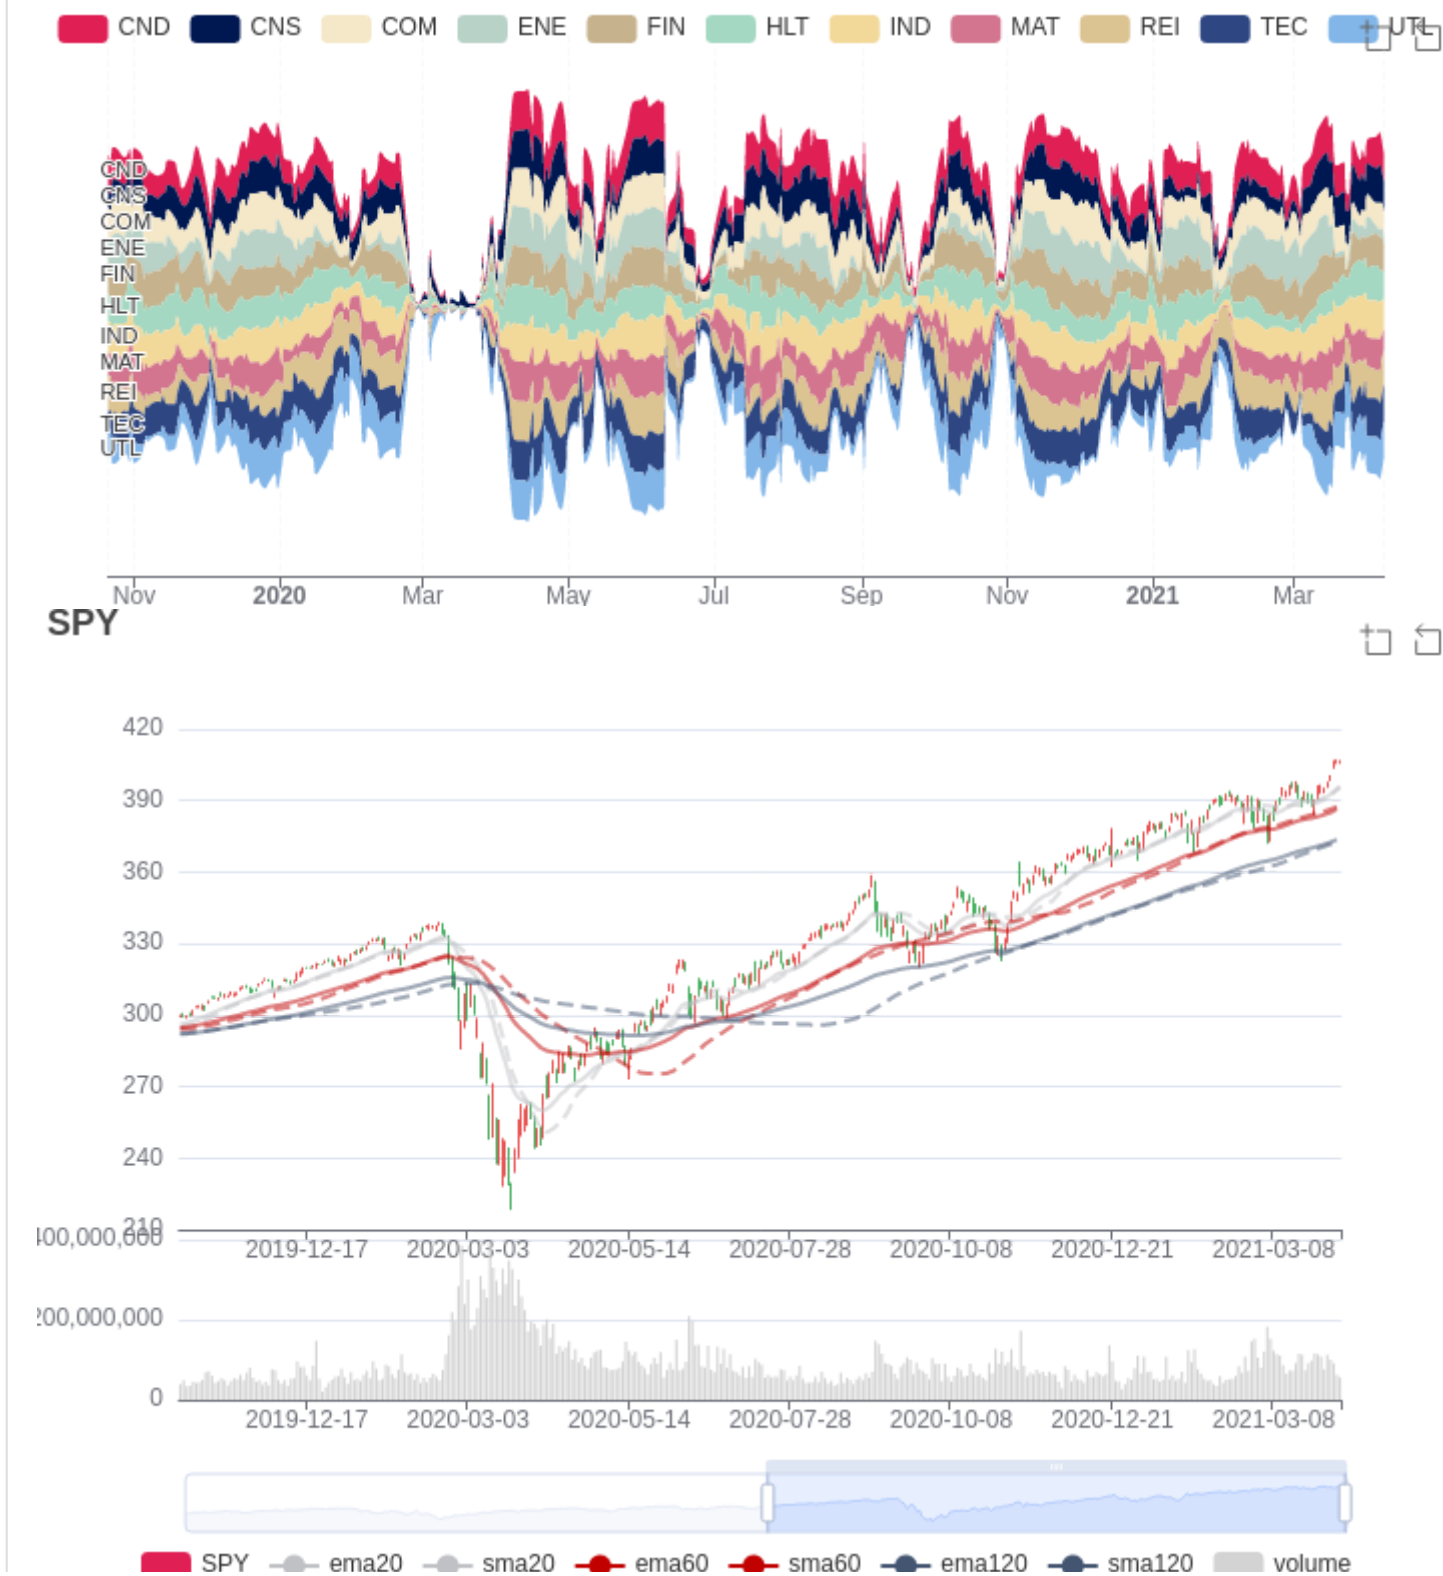 CND CNS COM ENE FIN HLT IND MAT REI TEC UTL
CND
CNS
COM
ENE
FIN
HLT
IND
MAT
REI
TEC
UTL
Nov 2020 Mar May Jul Sep Nov 2021 Mar
SPY
420
390
360
330
300
270
240
210
2019-12-17 2020-03-03 2020-05-14 2020-07-28 2020-10-08 2020-12-21 2021-03-08
400,000,000
200,000,000
0
2019-12-17 2020-03-03 2020-05-14 2020-07-28 2020-10-08 2020-12-21 2021-03-08
SPY ema20 sma20 ema60 sma60 ema120 sma120 volume